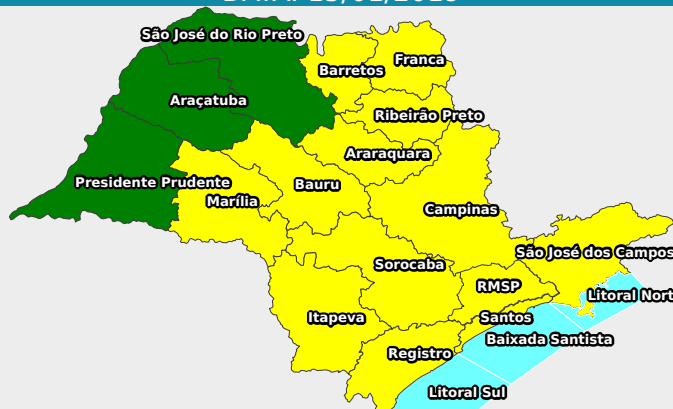 São José do Rio Preto
Franca
Barretos
Araçatuba
Ribeirão Preto
Araraquara
Presidente Prudente
Bauru
Marília
Campinas
São José dos Campos
Sorocaba
RMSP
Litoral Nort
Itapeva
Santos
Baixada Santista
Registro
Litoral Sul